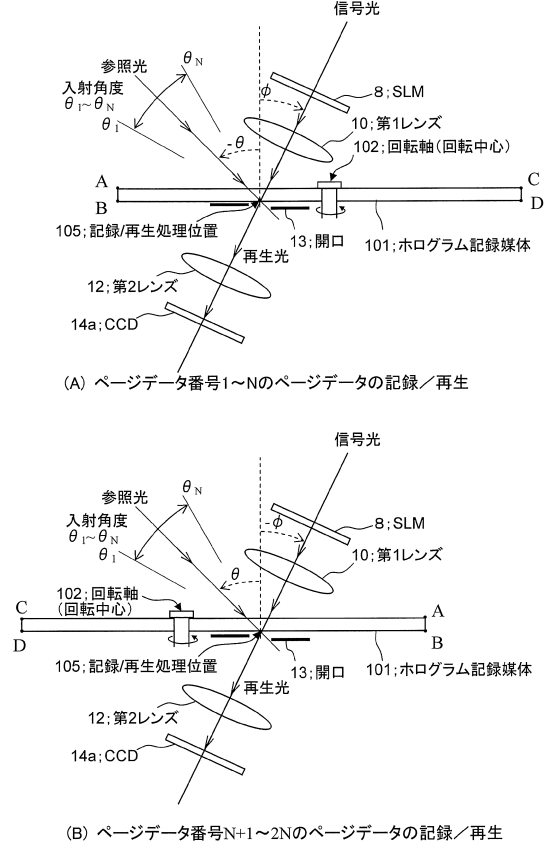 信号光
θN
参照光
入射角度
θ1~θN
θ1
φ
8;SLM
10;第1レンズ
-θ
102;回転軸(回転中心)
A
B
C
D
105;記録/再生処理位置
13;開口
101;ホログラム記録媒体
再生光
12;第2レンズ
14a;CCD
(A) ページデータ番号1~Nのページデータの記録/再生
信号光
θN
参照光
入射角度
θ1~θN
θ1
-φ
8;SLM
10;第1レンズ
θ
102;回転軸
(回転中心)
C
D
A
B
105;記録/再生処理位置
13;開口
101;ホログラム記録媒体
再生光
12;第2レンズ
14a;CCD
(B) ページデータ番号N+1~2Nのページデータの記録/再生